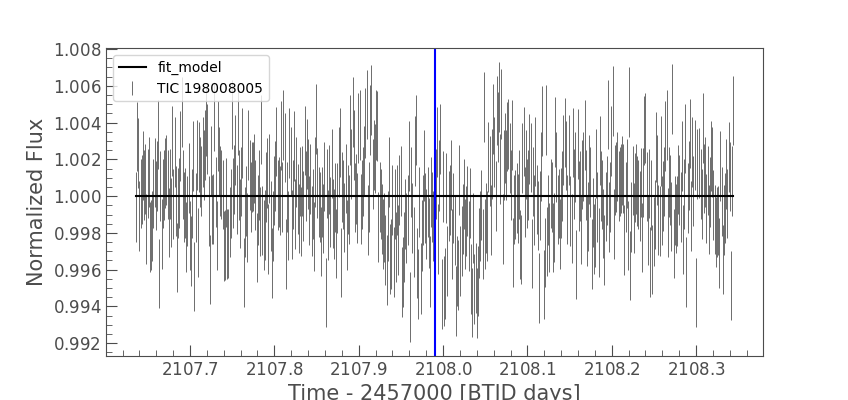 1.008
1.006
1.004
1.002
1.000
0.998
0.996
0.994
0.992
Normalized Flux
fit_model
TIC 198008005
2107.7 2107.8 2107.9 2108.0 2108.1 2108.2 2108.3
Time - 2457000 [BTJD days]